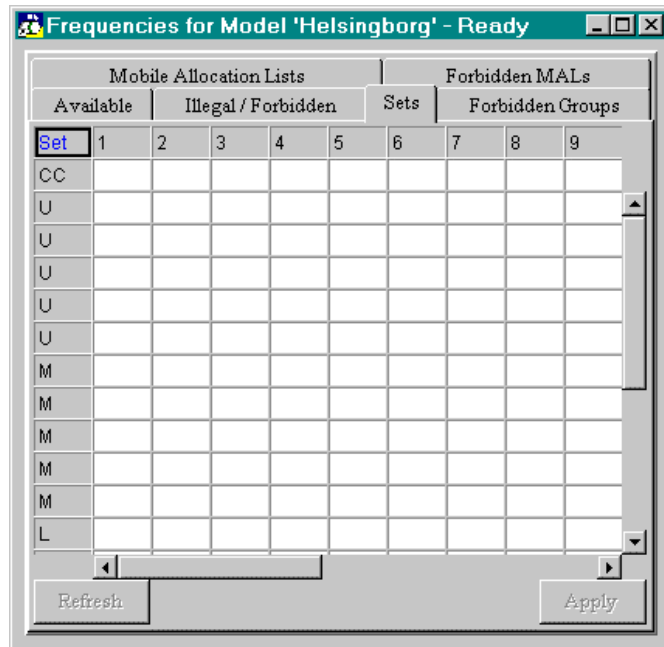 Frequencies for Model 'Helsingborg' - Ready
Mobile Allocation Lists Forbidden MALs
Available Illegal / Forbidden Sets Forbidden Groups
Set 1 2 3 4 5 6 7 8 9
CC
U
U
U
U
U
M
M
M
M
M
L
Refresh Apply